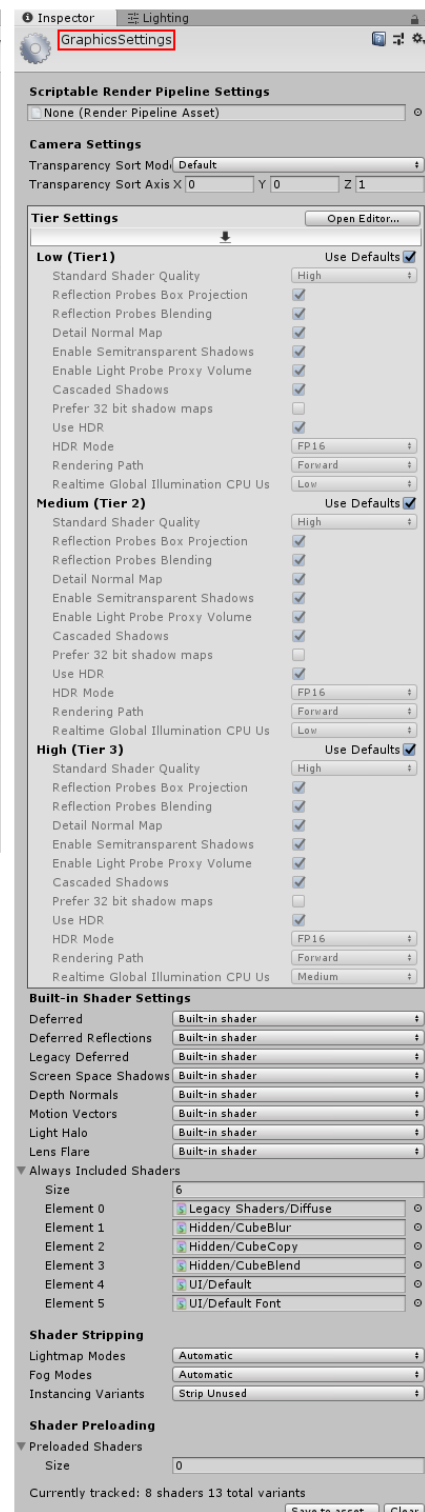 Inspector Lighting
GraphicsSettings
Scriptable Render Pipeline Settings
None (Render Pipeline Asset)
Camera Settings
Transparency Sort Mod Default
Transparency Sort Axis X 0 Y 0 Z 1
Tier Settings Open Editor...
Low (Tier1) Use Defaults
Standard Shader Quality High
Reflection Probes Box Projection
Reflection Probes Blending
Detail Normal Map
Enable Semitransparent Shadows
Enable Light Probe Proxy Volume
Cascaded Shadows
Prefer 32 bit shadow maps
Use HDR
HDR Mode FP16
Rendering Path Forward
Realtime Global Illumination CPU Us Low
Medium (Tier 2) Use Defaults
Standard Shader Quality High
Reflection Probes Box Projection
Reflection Probes Blending
Detail Normal Map
Enable Semitransparent Shadows
Enable Light Probe Proxy Volume
Cascaded Shadows
Prefer 32 bit shadow maps
Use HDR
HDR Mode FP16
Rendering Path Forward
Realtime Global Illumination CPU Us Low
High (Tier 3) Use Defaults
Standard Shader Quality High
Reflection Probes Box Projection
Reflection Probes Blending
Detail Normal Map
Enable Semitransparent Shadows
Enable Light Probe Proxy Volume
Cascaded Shadows
Prefer 32 bit shadow maps
Use HDR
HDR Mode FP16
Rendering Path Forward
Realtime Global Illumination CPU Us Medium
Built-in Shader Settings
Deferred Built-in shader
Deferred Reflections Built-in shader
Legacy Deferred Built-in shader
Screen Space Shadows Built-in shader
Depth Normals Built-in shader
Motion Vectors Built-in shader
Light Halo Built-in shader
Lens Flare Built-in shader
Always Included Shaders
Size 6
Element 0 Legacy Shaders/Diffuse
Element 1 Hidden/CubeBlur
Element 2 Hidden/CubeCopy
Element 3 Hidden/CubeBlend
Element 4 UI/Default
Element 5 UI/Default Font
Shader Stripping
Lightmap Modes Automatic
Fog Modes Automatic
Instancing Variants Strip Unused
Shader Preloading
Preloaded Shaders
Size 0
Currently tracked: 8 shaders 13 total variants
Save to asset... Clear